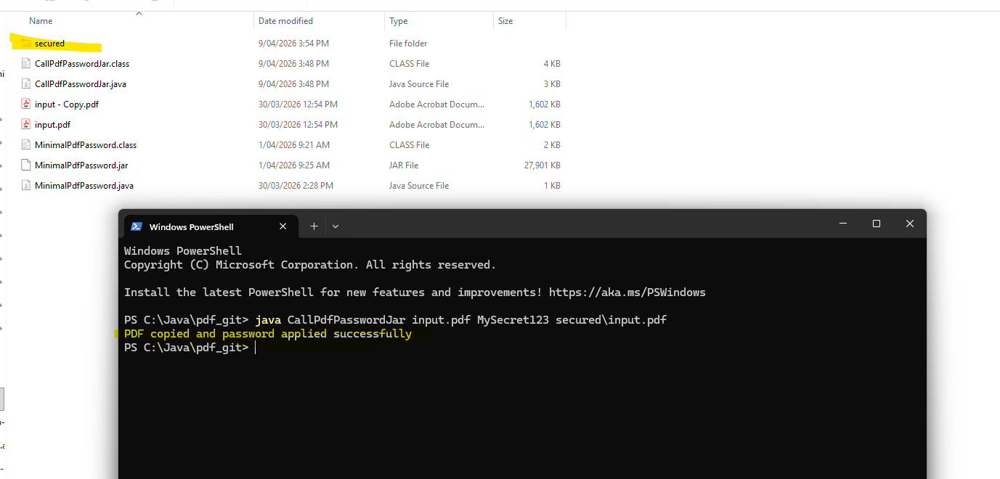 Name Date modified Type Size
secured 9/04/2026 3:54 PM File folder
CallPdfPasswordJar.class 9/04/2026 3:48 PM CLASS File 4 KB
CallPdfPasswordJar.java 9/04/2026 3:48 PM Java Source File 3 KB
input - Copy.pdf 30/03/2026 12:54 PM Adobe Acrobat Docum... 1,602 KB
input.pdf 30/03/2026 12:54 PM Adobe Acrobat Docum... 1,602 KB
MinimalPdfPassword.class 1/04/2026 9:21 AM CLASS File 2 KB
MinimalPdfPassword.jar 1/04/2026 9:25 AM JAR File 27,901 KB
MinimalPdfPassword.java 30/03/2026 2:28 PM Java Source File 1 KB
Windows PowerShell
Windows PowerShell
Copyright (C) Microsoft Corporation. All rights reserved.
Install the latest PowerShell for new features and improvements! https://aka.ms/PSWindows
PS C:\Java\pdf_git> java CallPdfPasswordJar input.pdf MySecret123 secured\input.pdf
PDF copied and password applied successfully
PS C:\Java\pdf_git>